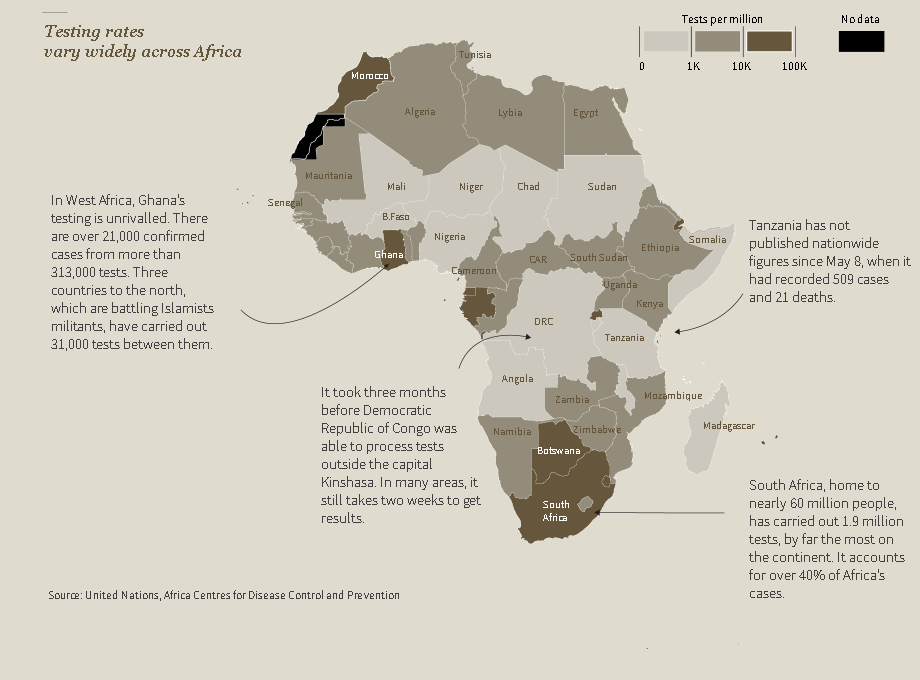 Testing rates
vary widely across Africa
Tests per million
No data
0 1K 10K 100K
Tunisia
Morocco
Algeria
Lybia
Egypt
Mauritania
Mali
Niger
Chad
Sudan
Senegal
B.Faso
Nigeria
Ghana
Cameroon
CAR
South Sudan
Ethiopia
Somalia
Uganda
Kenya
DRC
Tanzania
Angola
Zambia
Mozambique
Madagascar
Namibia
Zimbabwe
Botswana
South
Africa
In West Africa, Ghana's
testing is unrivalled. There
are over 21,000 confirmed
cases from more than
313,000 tests. Three
countries to the north,
which are battling Islamists
militants, have carried out
31,000 tests between them.
Tanzania has not
published nationwide
figures since May 8, when it
had recorded 509 cases
and 21 deaths.
It took three months
before Democratic
Republic of Congo was
able to process tests
outside the capital
Kinshasa. In many areas, it
still takes two weeks to get
results.
South Africa, home to
nearly 60 million people,
has carried out 1.9 million
tests, by far the most on
the continent. It accounts
for over 40% of Africa's
cases.
Source: United Nations, Africa Centres for Disease Control and Prevention